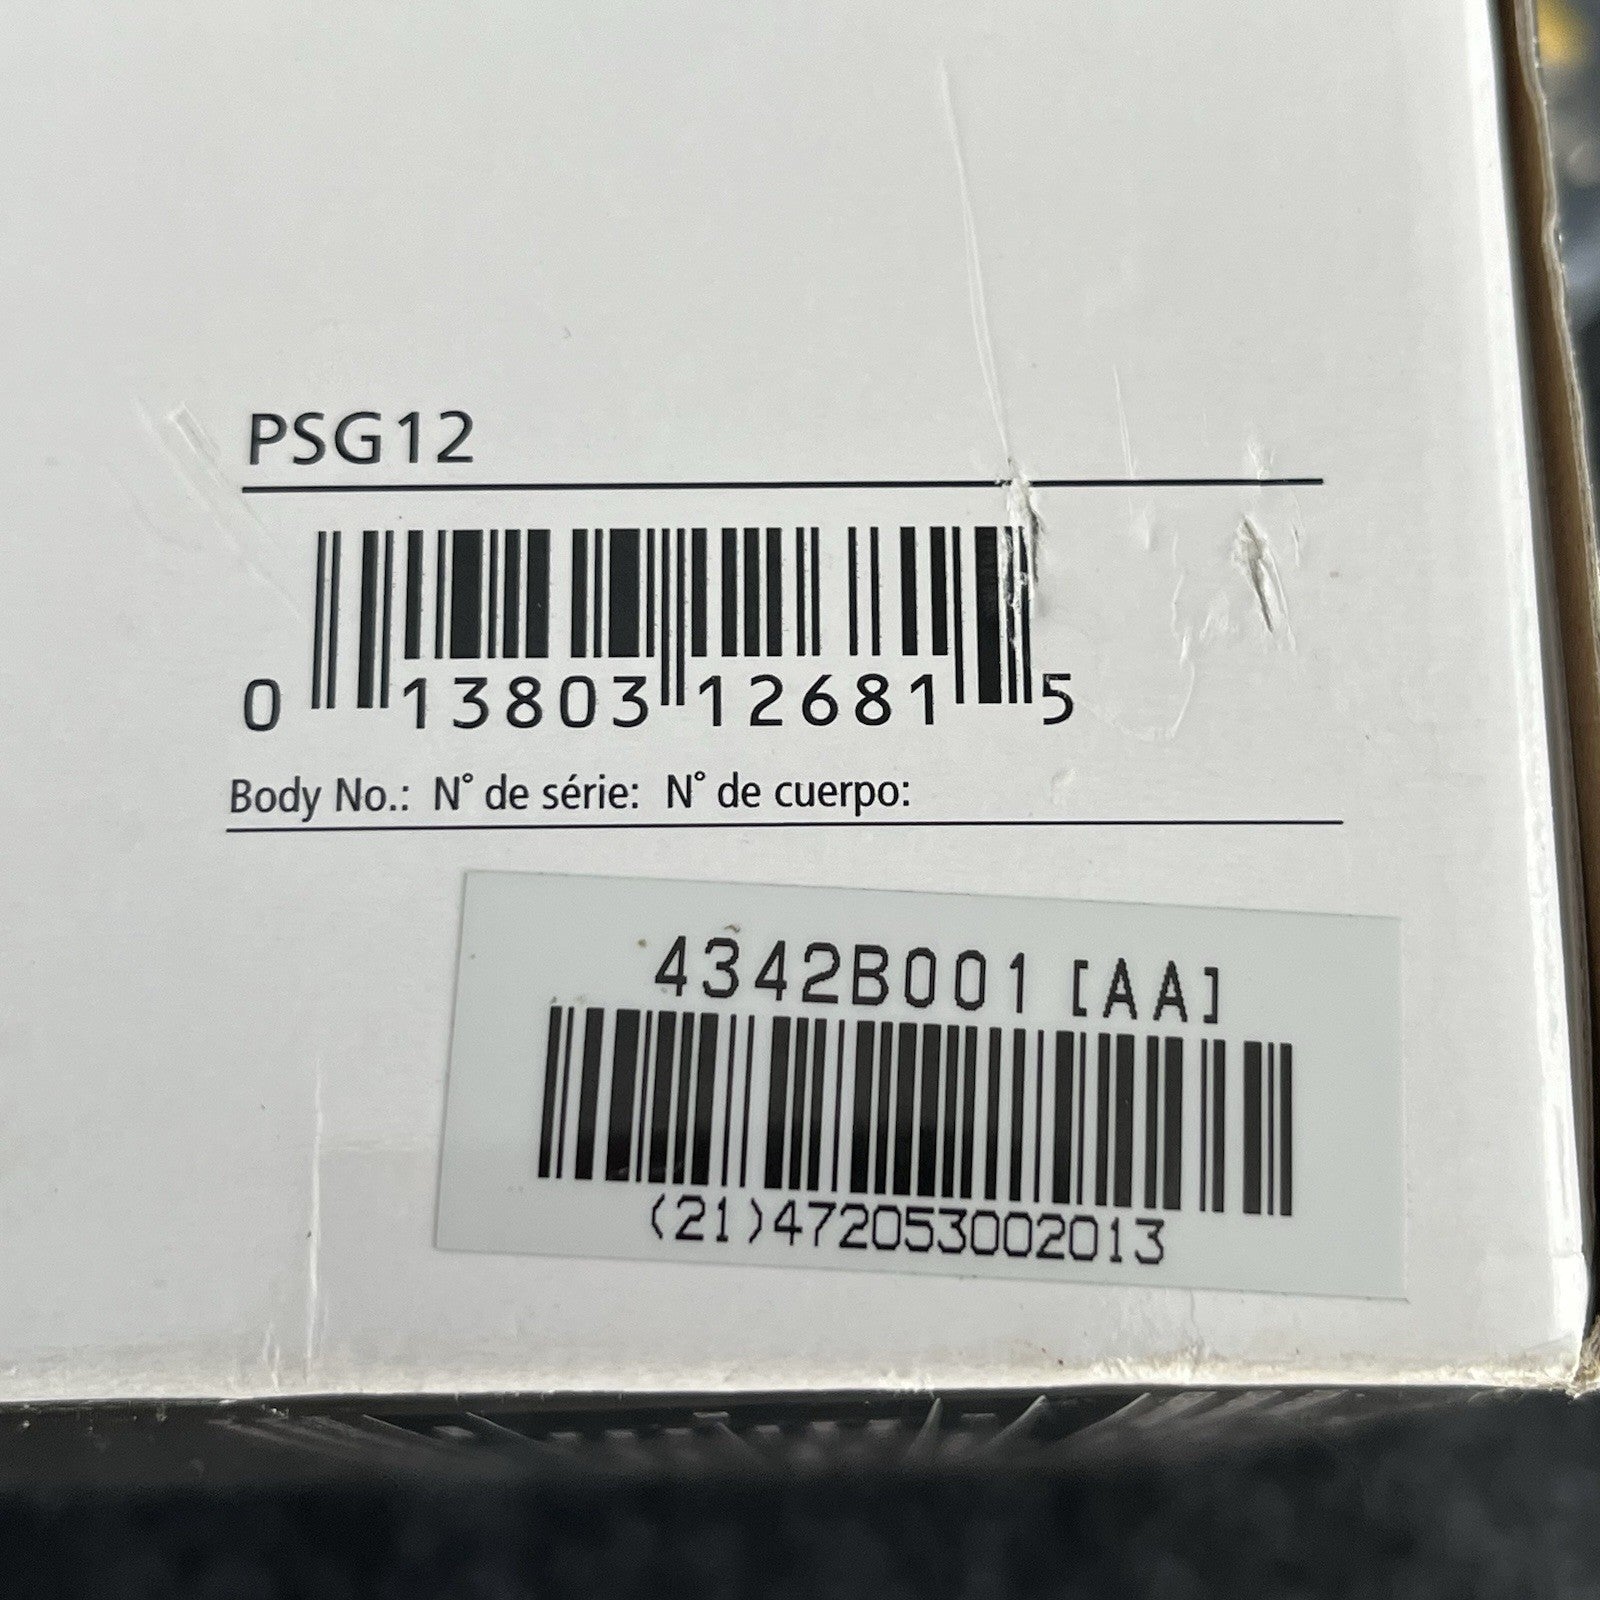 PSG12
0 13803 12681 5
Body No.: N° de série: N° de cuerpo:
4342B001 [AA]
(21)472053002013